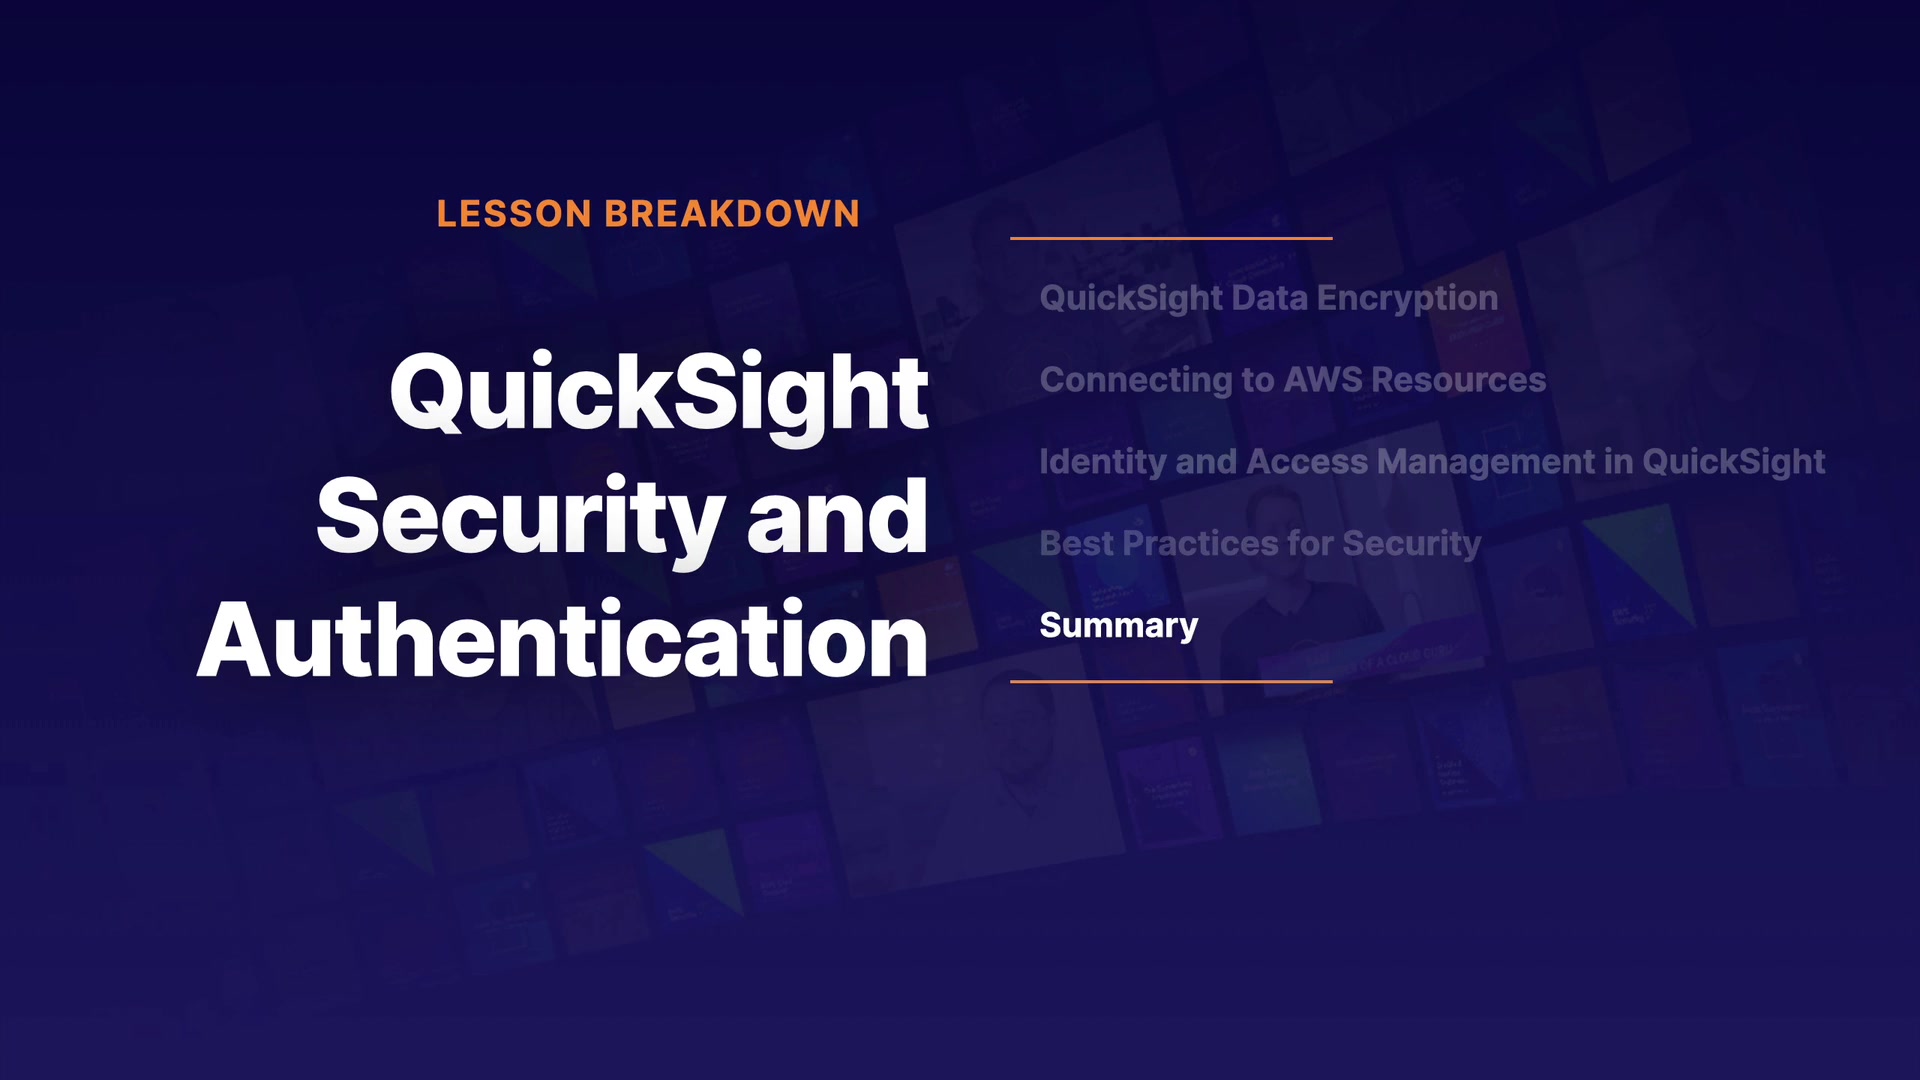 LESSON BREAKDOWN
QuickSight
Security and
Authentication
QuickSight Data Encryption
Connecting to AWS Resources
Identity and Access Management in QuickSight
Best Practices for Security
Summary